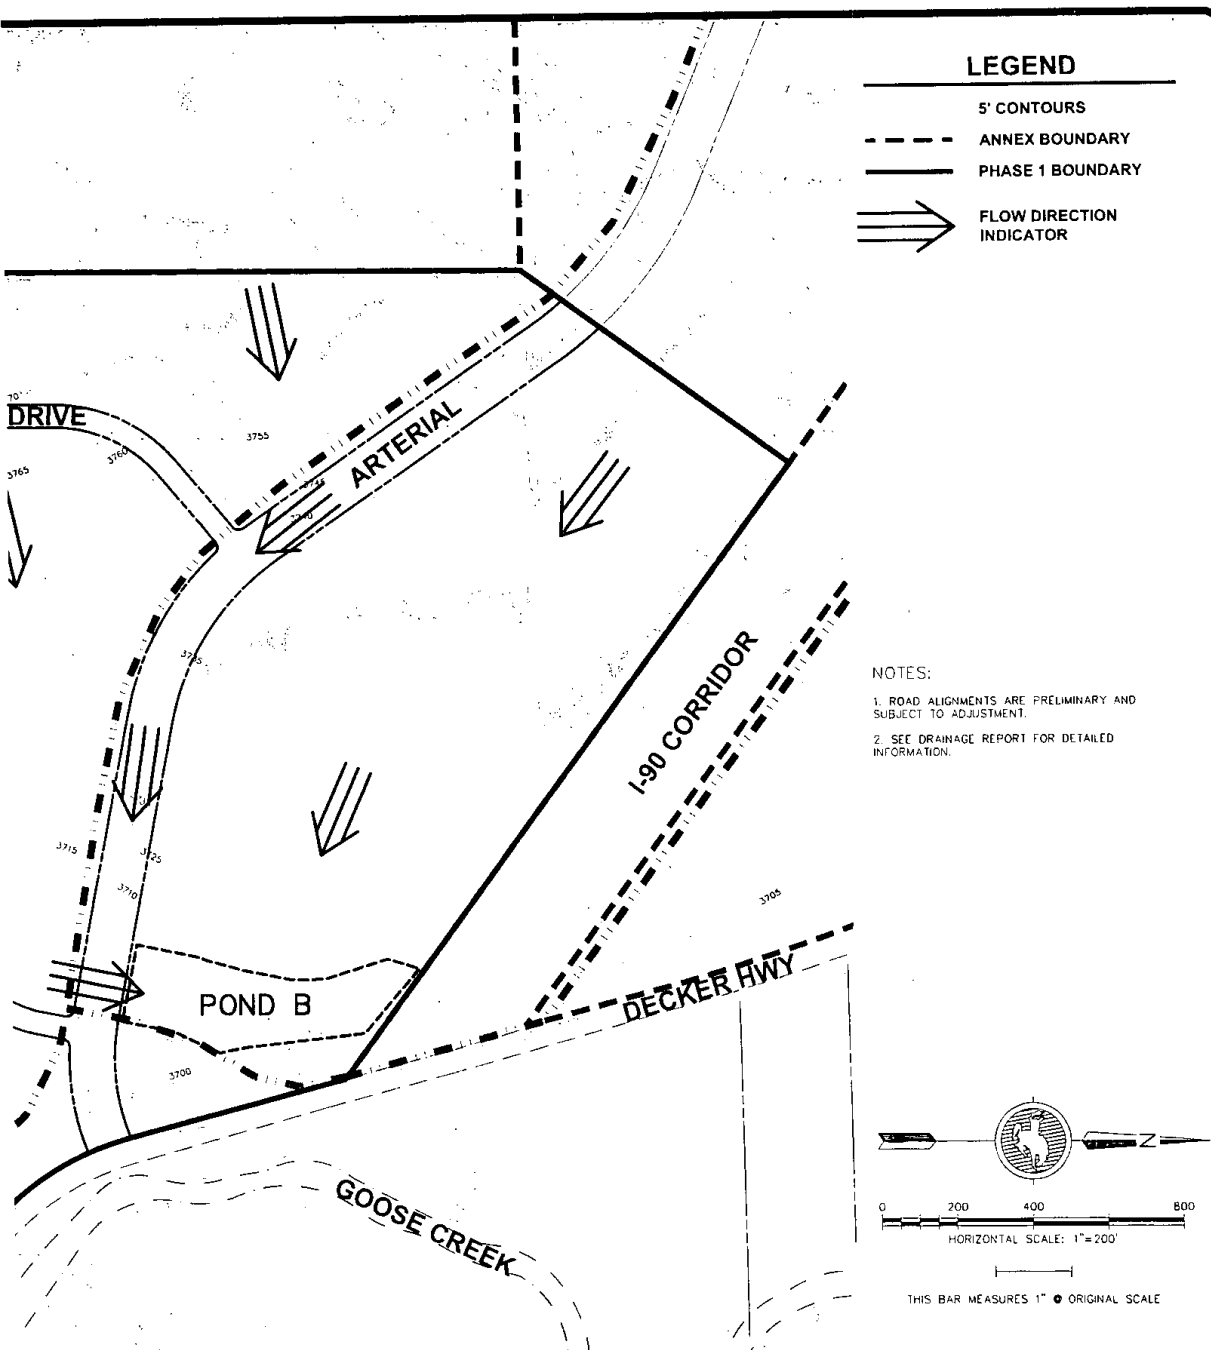 LEGEND
5' CONTOURS
ANNEX BOUNDARY
PHASE 1 BOUNDARY
FLOW DIRECTION
INDICATOR
DRIVE
3755
3760
3765
ARTERIAL
3740
3715
3725
3710
I-90 CORRIDOR
3705
DECKER HWY
POND B
3700
GOOSE CREEK
NOTES:
1. ROAD ALIGNMENTS ARE PRELIMINARY AND
SUBJECT TO ADJUSTMENT.
2. SEE DRAINAGE REPORT FOR DETAILED
INFORMATION.
N
0 200 400 800
HORIZONTAL SCALE: 1"=200'
THIS BAR MEASURES 1" @ ORIGINAL SCALE